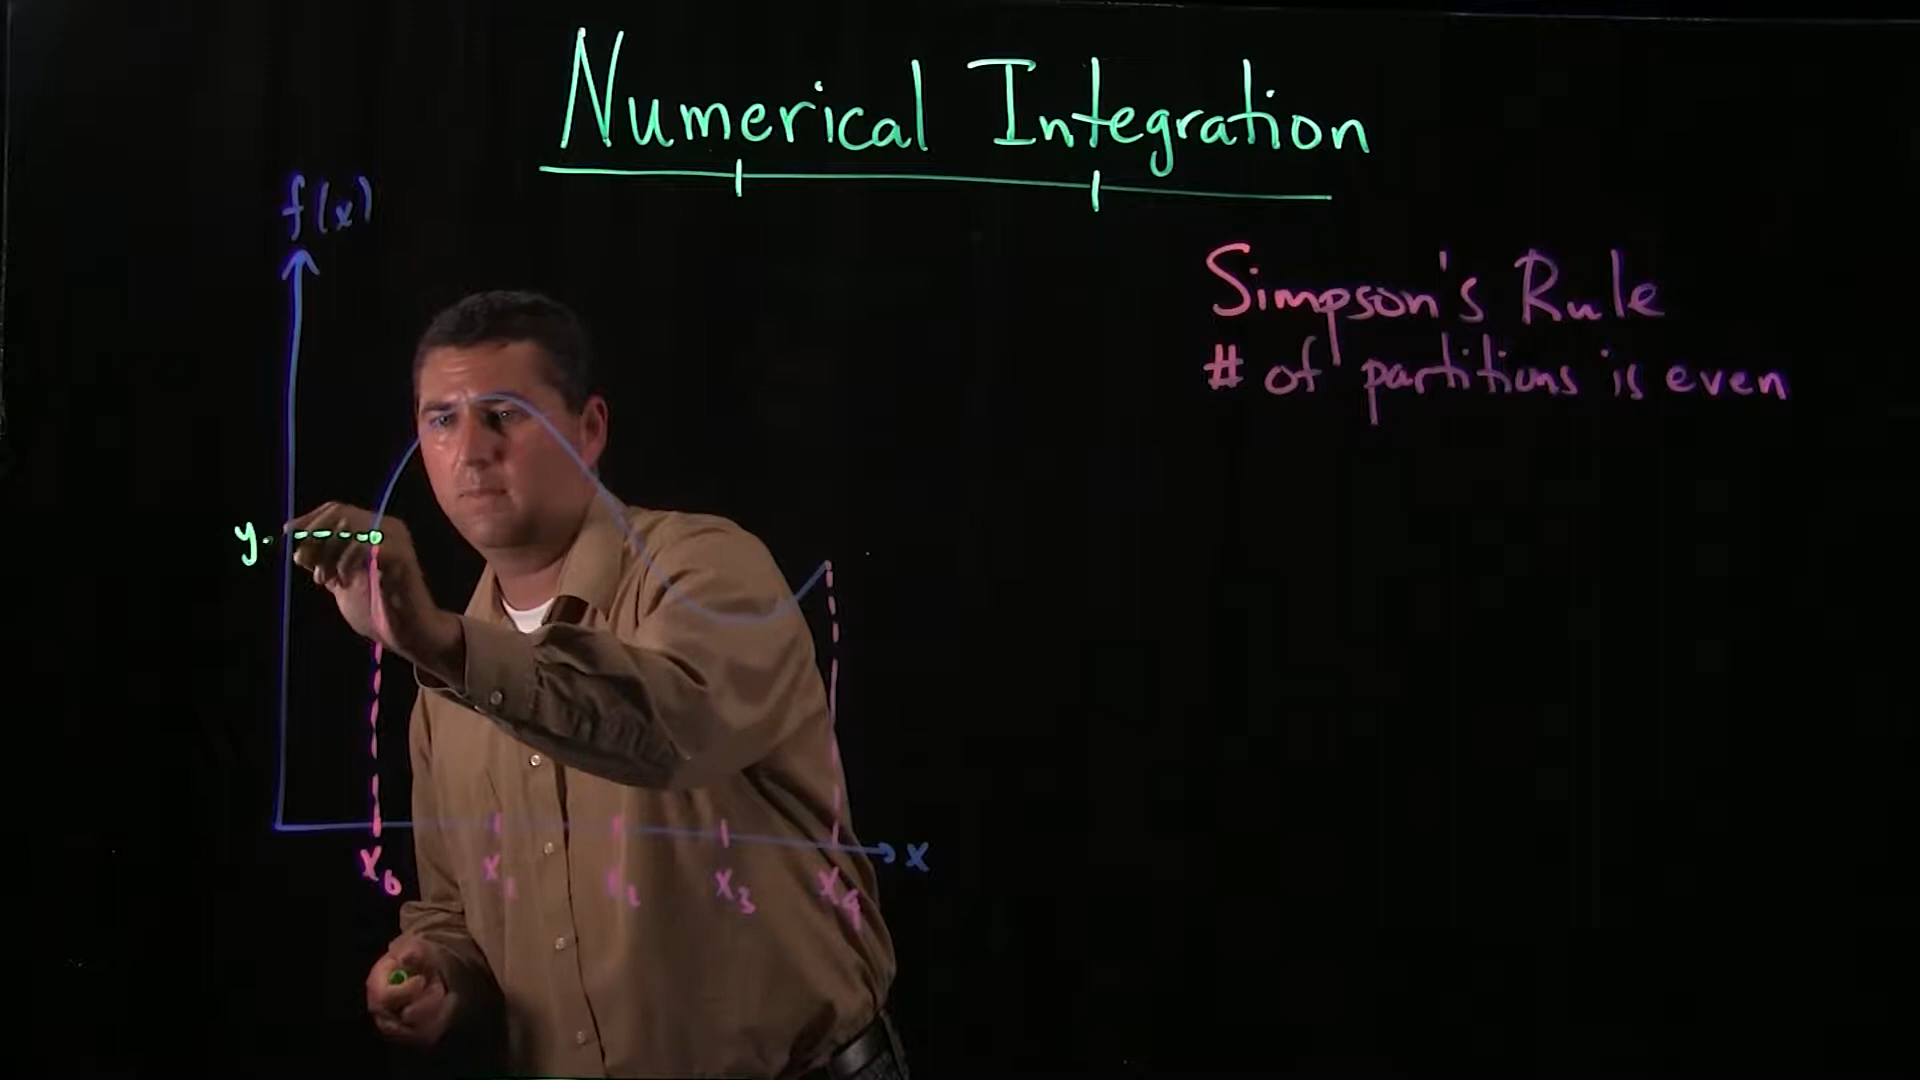 Numerical Integration
f(x)
Simpson's Rule
# of partitions is even
y₀
x
x₀ x₁ x₂ x₃ x₄